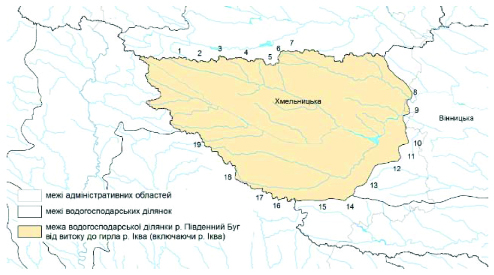 1 2 3 4 5 6 7
Хмельницька
8
9
Вінницька
10
11
12
13
14
15
16
17
18
19
межі адміністративних областей
межі водогосподарських ділянок
межа водогосподарської ділянки р. Південний Буг
від витоку до гирла р. Іква (включаючи р. Іква)